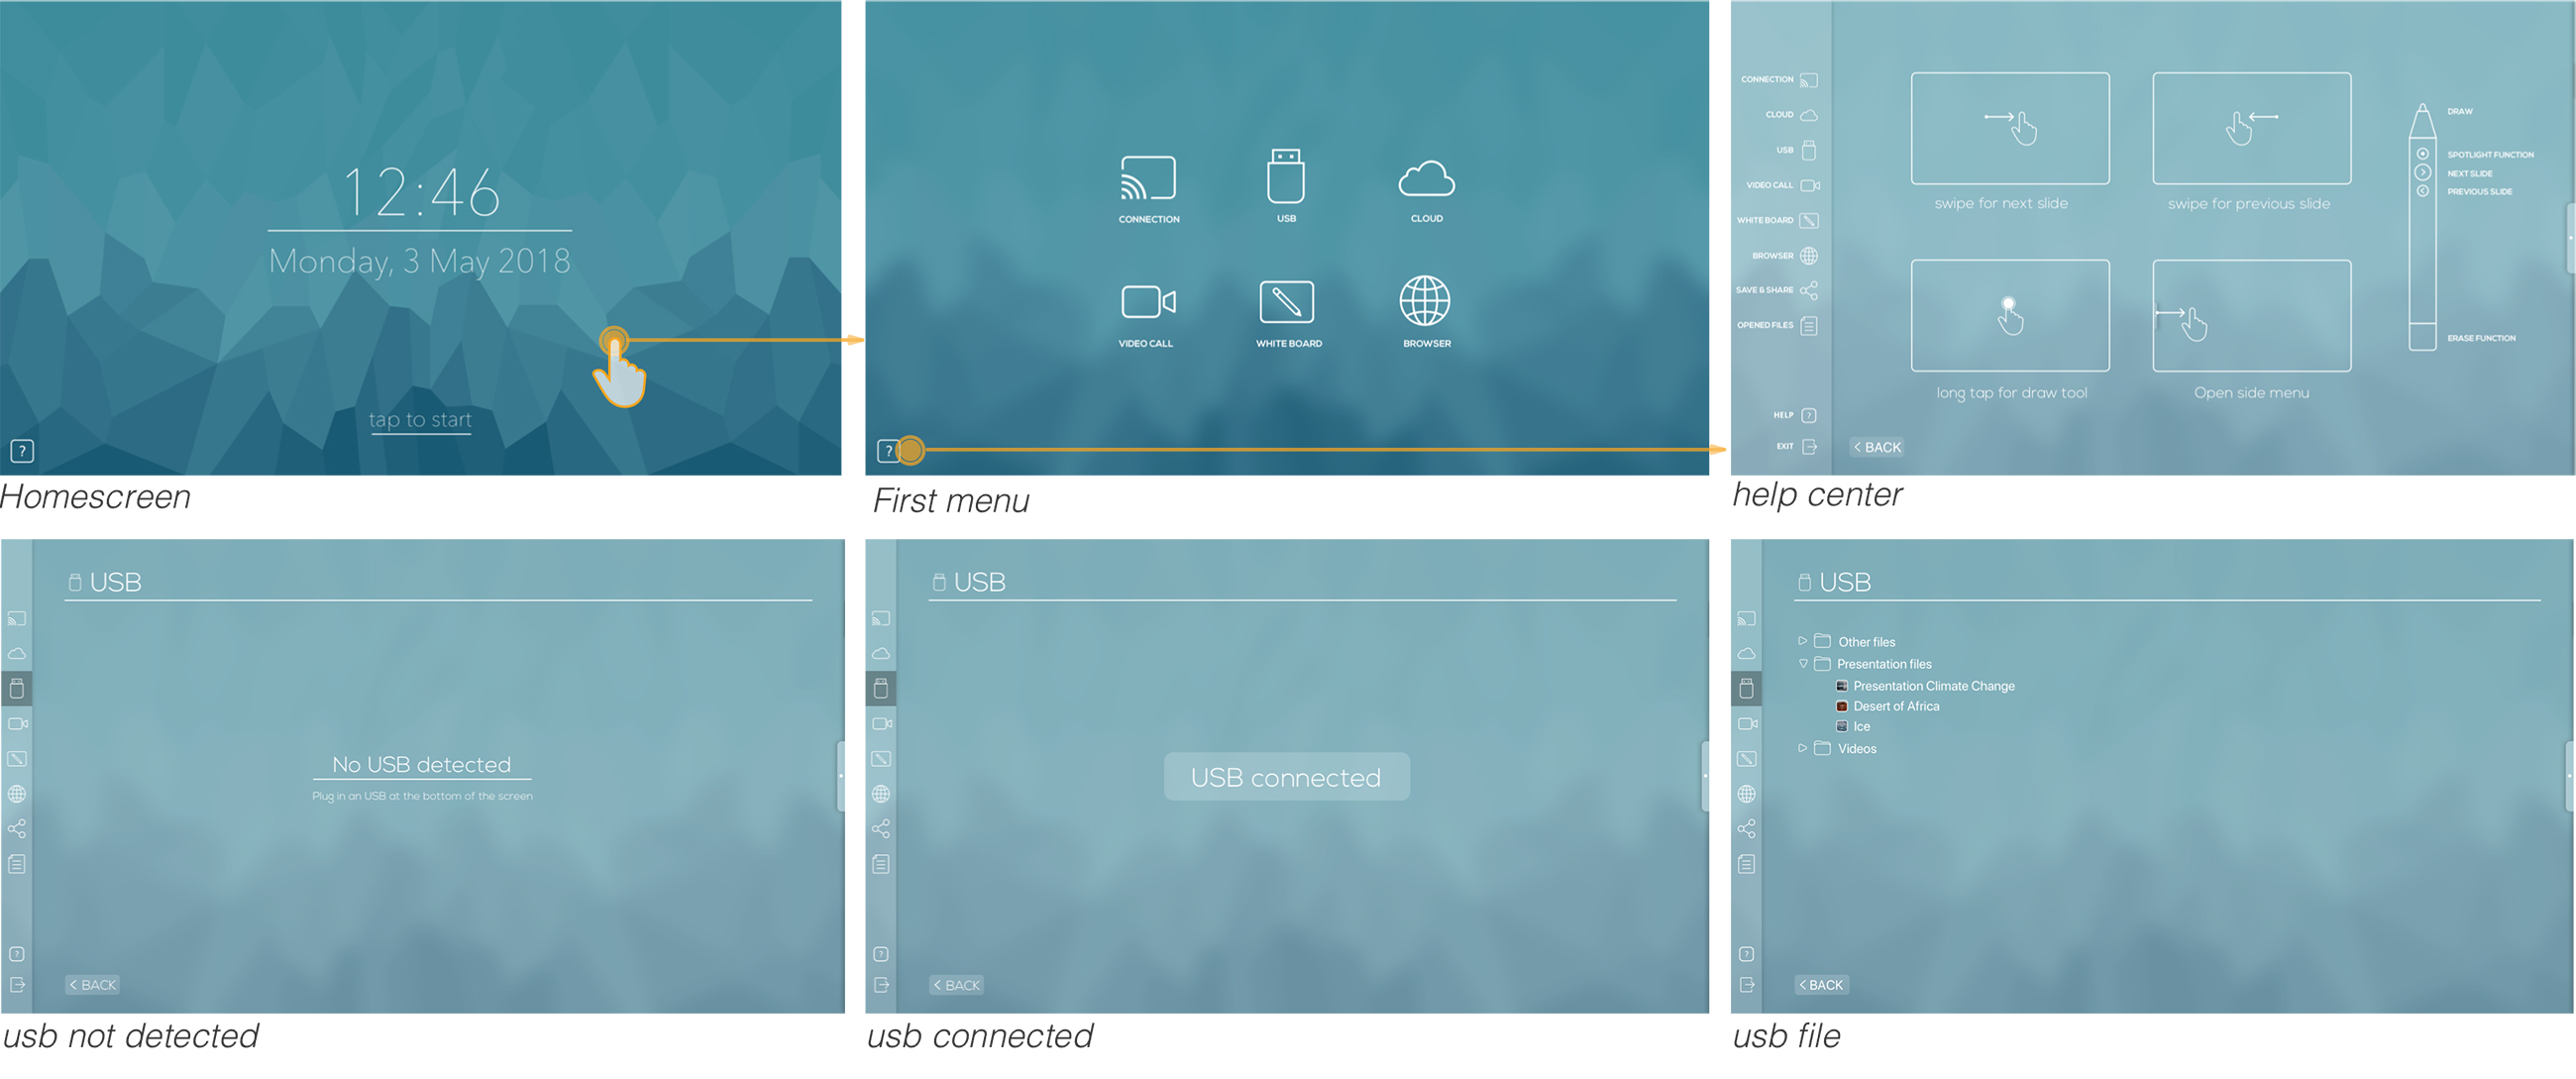 12:46
Monday, 3 May 2018
tap to start
?
Homescreen
CONNECTION
USB
CLOUD
VIDEO CALL
WHITE BOARD
BROWSER
?
First menu
CONNECTION
CLOUD
USB
VIDEO CALL
WHITE BOARD
BROWSER
SAVE & SHARE
OPENED FILES
HELP ?
EXIT
swipe for next slide
swipe for previous slide
long tap for draw tool
Open side menu
DRAW
SPOTLIGHT FUNCTION
NEXT SLIDE
PREVIOUS SLIDE
ERASE FUNCTION
< BACK
help center
USB
No USB detected
Plug in an USB at the bottom of the screen
?
< BACK
usb not detected
USB
USB connected
?
< BACK
usb connected
USB
Other files
Presentation files
Presentation Climate Change
Desert of Africa
Ice
Videos
?
< BACK
usb file